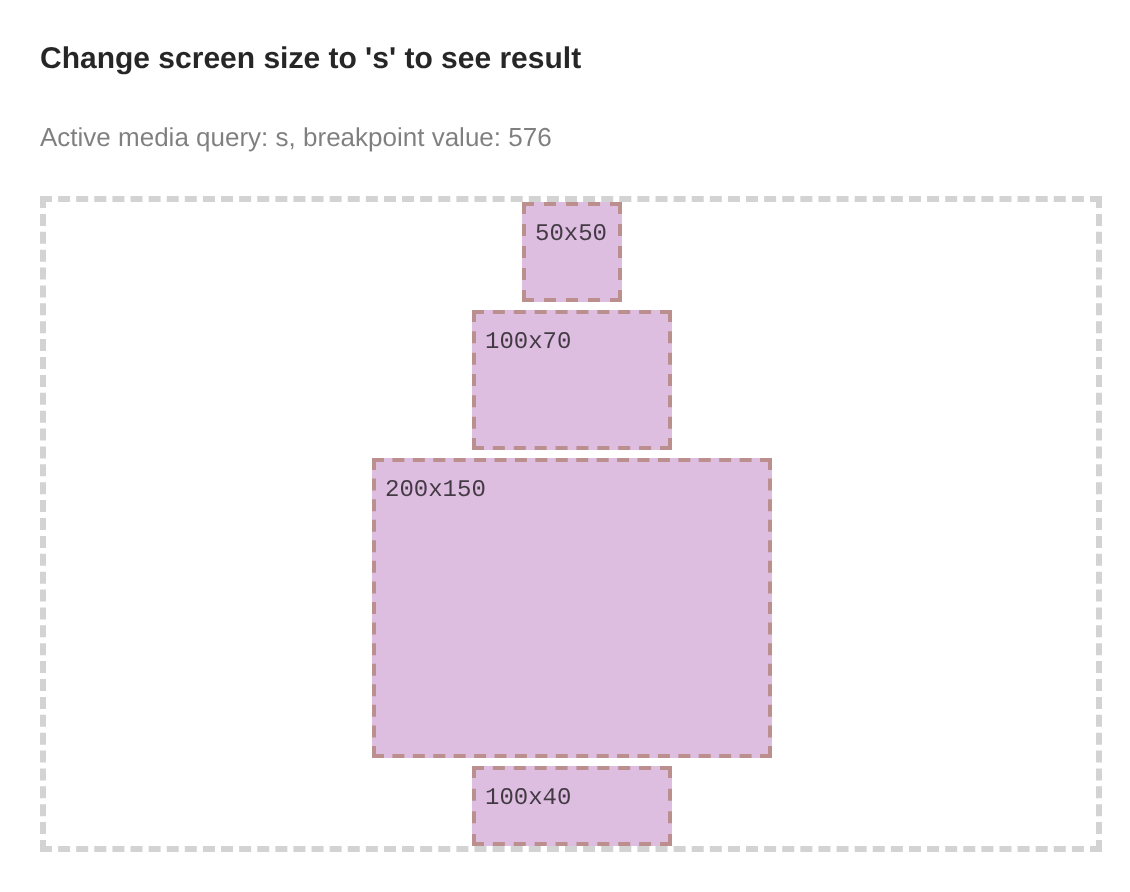 Change screen size to 's' to see result
Active media query: s, breakpoint value: 576
50x50
100x70
200x150
100x40